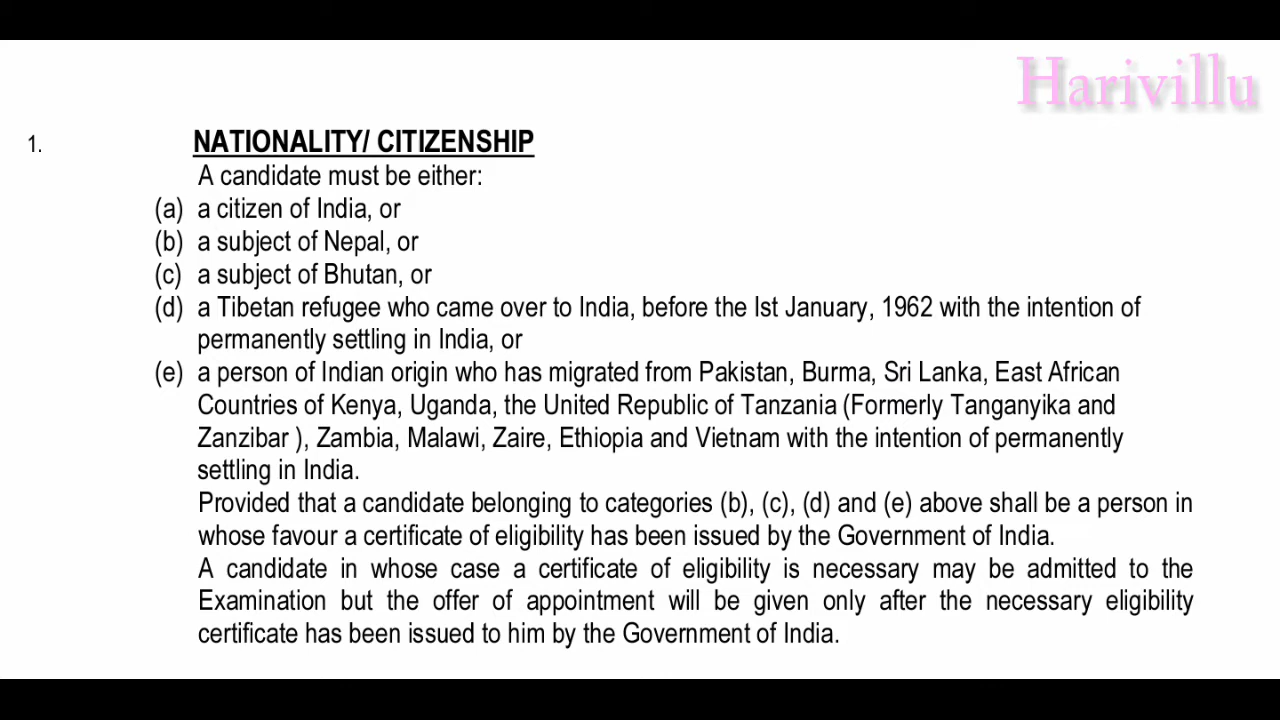 Harivillu
1. NATIONALITY/ CITIZENSHIP
A candidate must be either:
(a) a citizen of India, or
(b) a subject of Nepal, or
(c) a subject of Bhutan, or
(d) a Tibetan refugee who came over to India, before the Ist January, 1962 with the intention of
permanently settling in India, or
(e) a person of Indian origin who has migrated from Pakistan, Burma, Sri Lanka, East African
Countries of Kenya, Uganda, the United Republic of Tanzania (Formerly Tanganyika and
Zanzibar ), Zambia, Malawi, Zaire, Ethiopia and Vietnam with the intention of permanently
settling in India.
Provided that a candidate belonging to categories (b), (c), (d) and (e) above shall be a person in
whose favour a certificate of eligibility has been issued by the Government of India.
A candidate in whose case a certificate of eligibility is necessary may be admitted to the
Examination but the offer of appointment will be given only after the necessary eligibility
certificate has been issued to him by the Government of India.